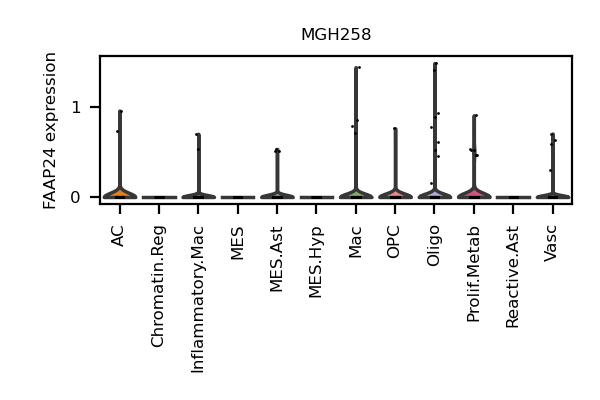 MGH258
FAAP24 expression
1
0
AC
Chromatin.Reg
Inflammatory.Mac
MES
MES.Ast
MES.Hyp
Mac
OPC
Oligo
Prolif.Metab
Reactive.Ast
Vasc